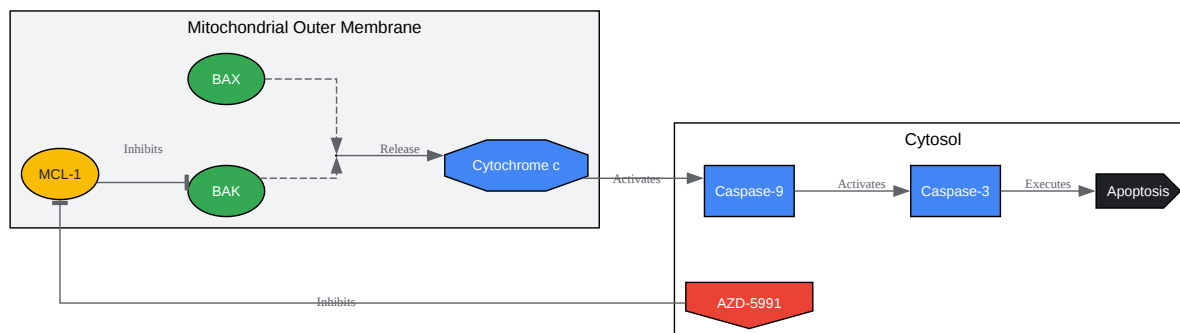 Mitochondrial Outer Membrane
BAX
Inhibits
MCL-1
BAK
Release
Cytochrome c
Activates
Cytosol
Caspase-9
Activates
Caspase-3
Executes
Apoptosis
Inhibits
AZD-5991